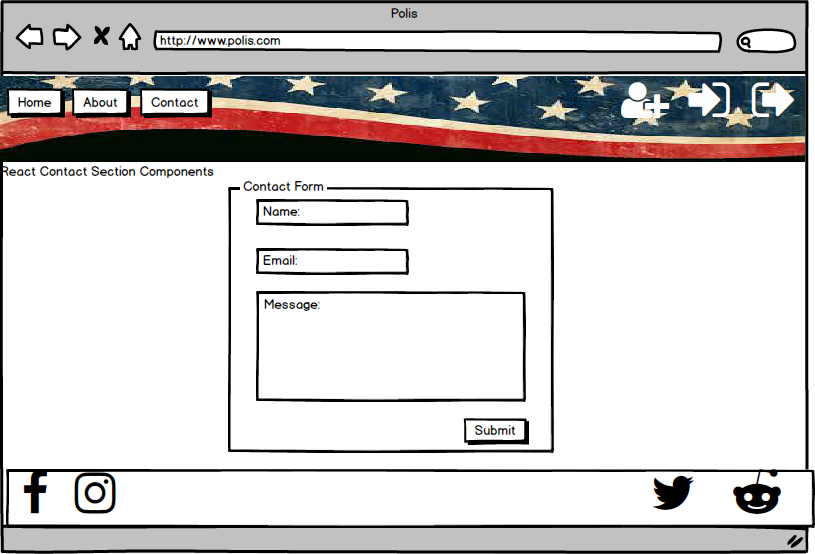 Polis
http://www.polis.com
Home
About
Contact
React Contact Section Components
Contact Form
Name:
Email:
Message:
Submit